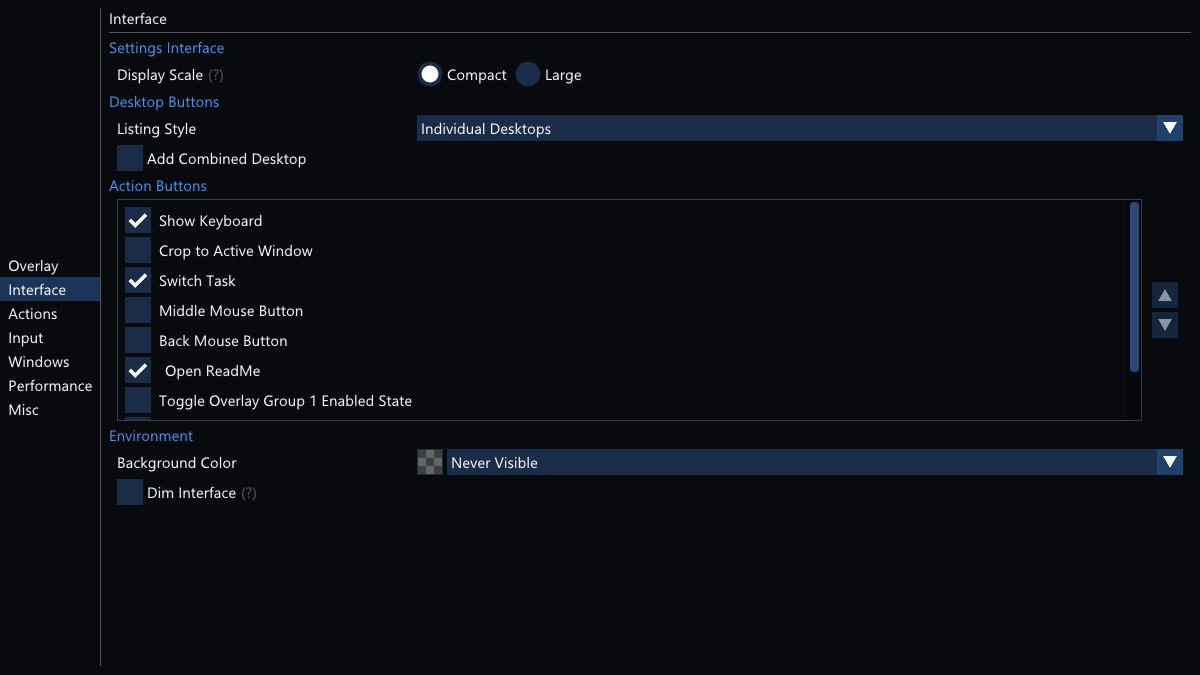 Interface
Settings Interface
Display Scale (?) Compact Large
Desktop Buttons
Listing Style Individual Desktops
Add Combined Desktop
Action Buttons
Show Keyboard
Crop to Active Window
Switch Task
Middle Mouse Button
Back Mouse Button
Open ReadMe
Toggle Overlay Group 1 Enabled State
Environment
Background Color Never Visible
Dim Interface (?)
Overlay
Interface
Actions
Input
Windows
Performance
Misc